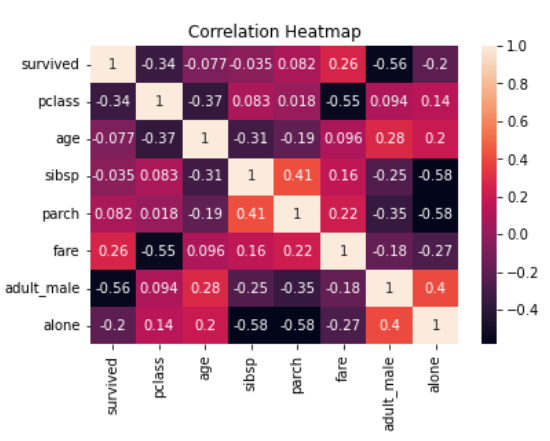 Correlation Heatmap
survived 1 -0.34 -0.077 -0.035 0.082 0.26 -0.56 -0.2
pclass -0.34 1 -0.37 0.083 0.018 -0.55 0.094 0.14
age -0.077 -0.37 1 -0.31 -0.19 0.096 0.28 0.2
sibsp -0.035 0.083 -0.31 1 0.41 0.16 -0.25 -0.58
parch 0.082 0.018 -0.19 0.41 1 0.22 -0.35 -0.58
fare 0.26 -0.55 0.096 0.16 0.22 1 -0.18 -0.27
adult_male -0.56 0.094 0.28 -0.25 -0.35 -0.18 1 0.4
alone -0.2 0.14 0.2 -0.58 -0.58 -0.27 0.4 1
survived pclass age sibsp parch fare adult_male alone
1.0
0.8
0.6
0.4
0.2
0.0
−0.2
−0.4